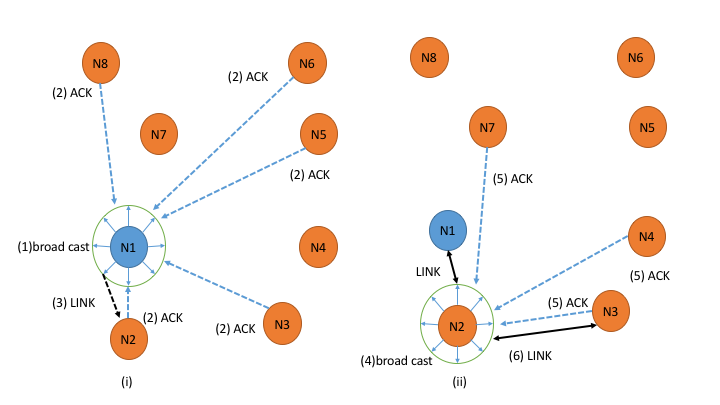 N8
N6
(2) ACK
(2) ACK
N7
N5
(2) ACK
(1)broad cast
N1
N4
(3) LINK
(2) ACK
(2) ACK
N3
N2
(i)
N8
N6
N7
N5
(5) ACK
N1
N4
LINK
(5) ACK
(5) ACK
N3
N2
(4)broad cast
(6) LINK
(ii)